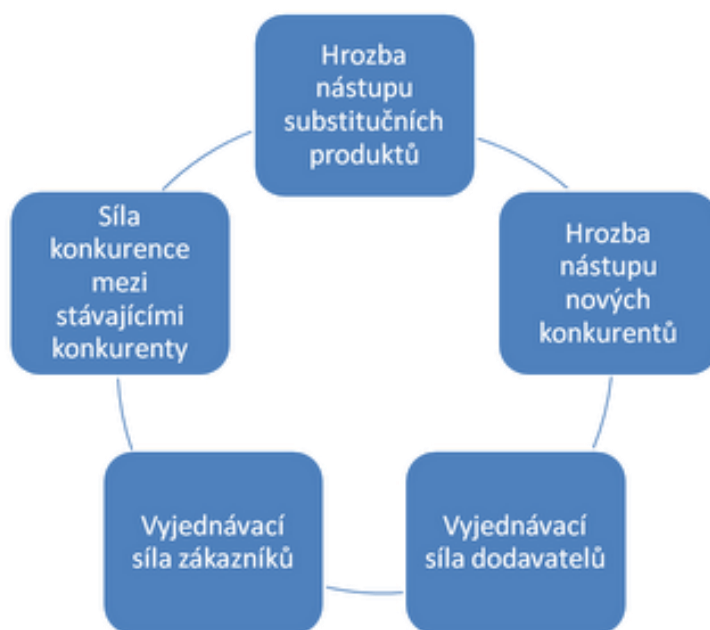 Hrozba
nástupu
substitučních
produktů
Síla
konkurence
mezi
stávajícími
konkurenty
Hrozba
nástupu
nových
konkurentů
Vyjednávací
síla zákazníků
Vyjednávací
síla dodavatelů